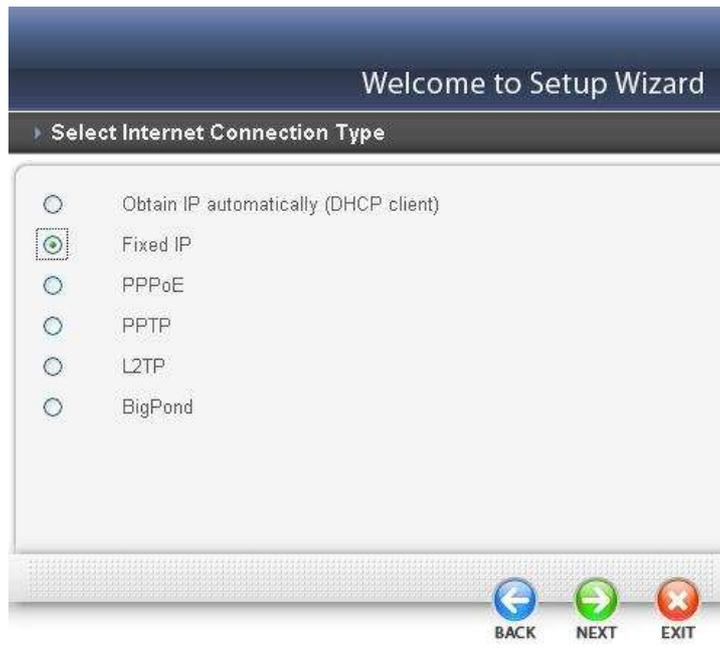 Welcome to Setup Wizard
Select Internet Connection Type
Obtain IP automatically (DHCP client)
Fixed IP
PPPoE
PPTP
L2TP
BigPond
BACK NEXT EXIT